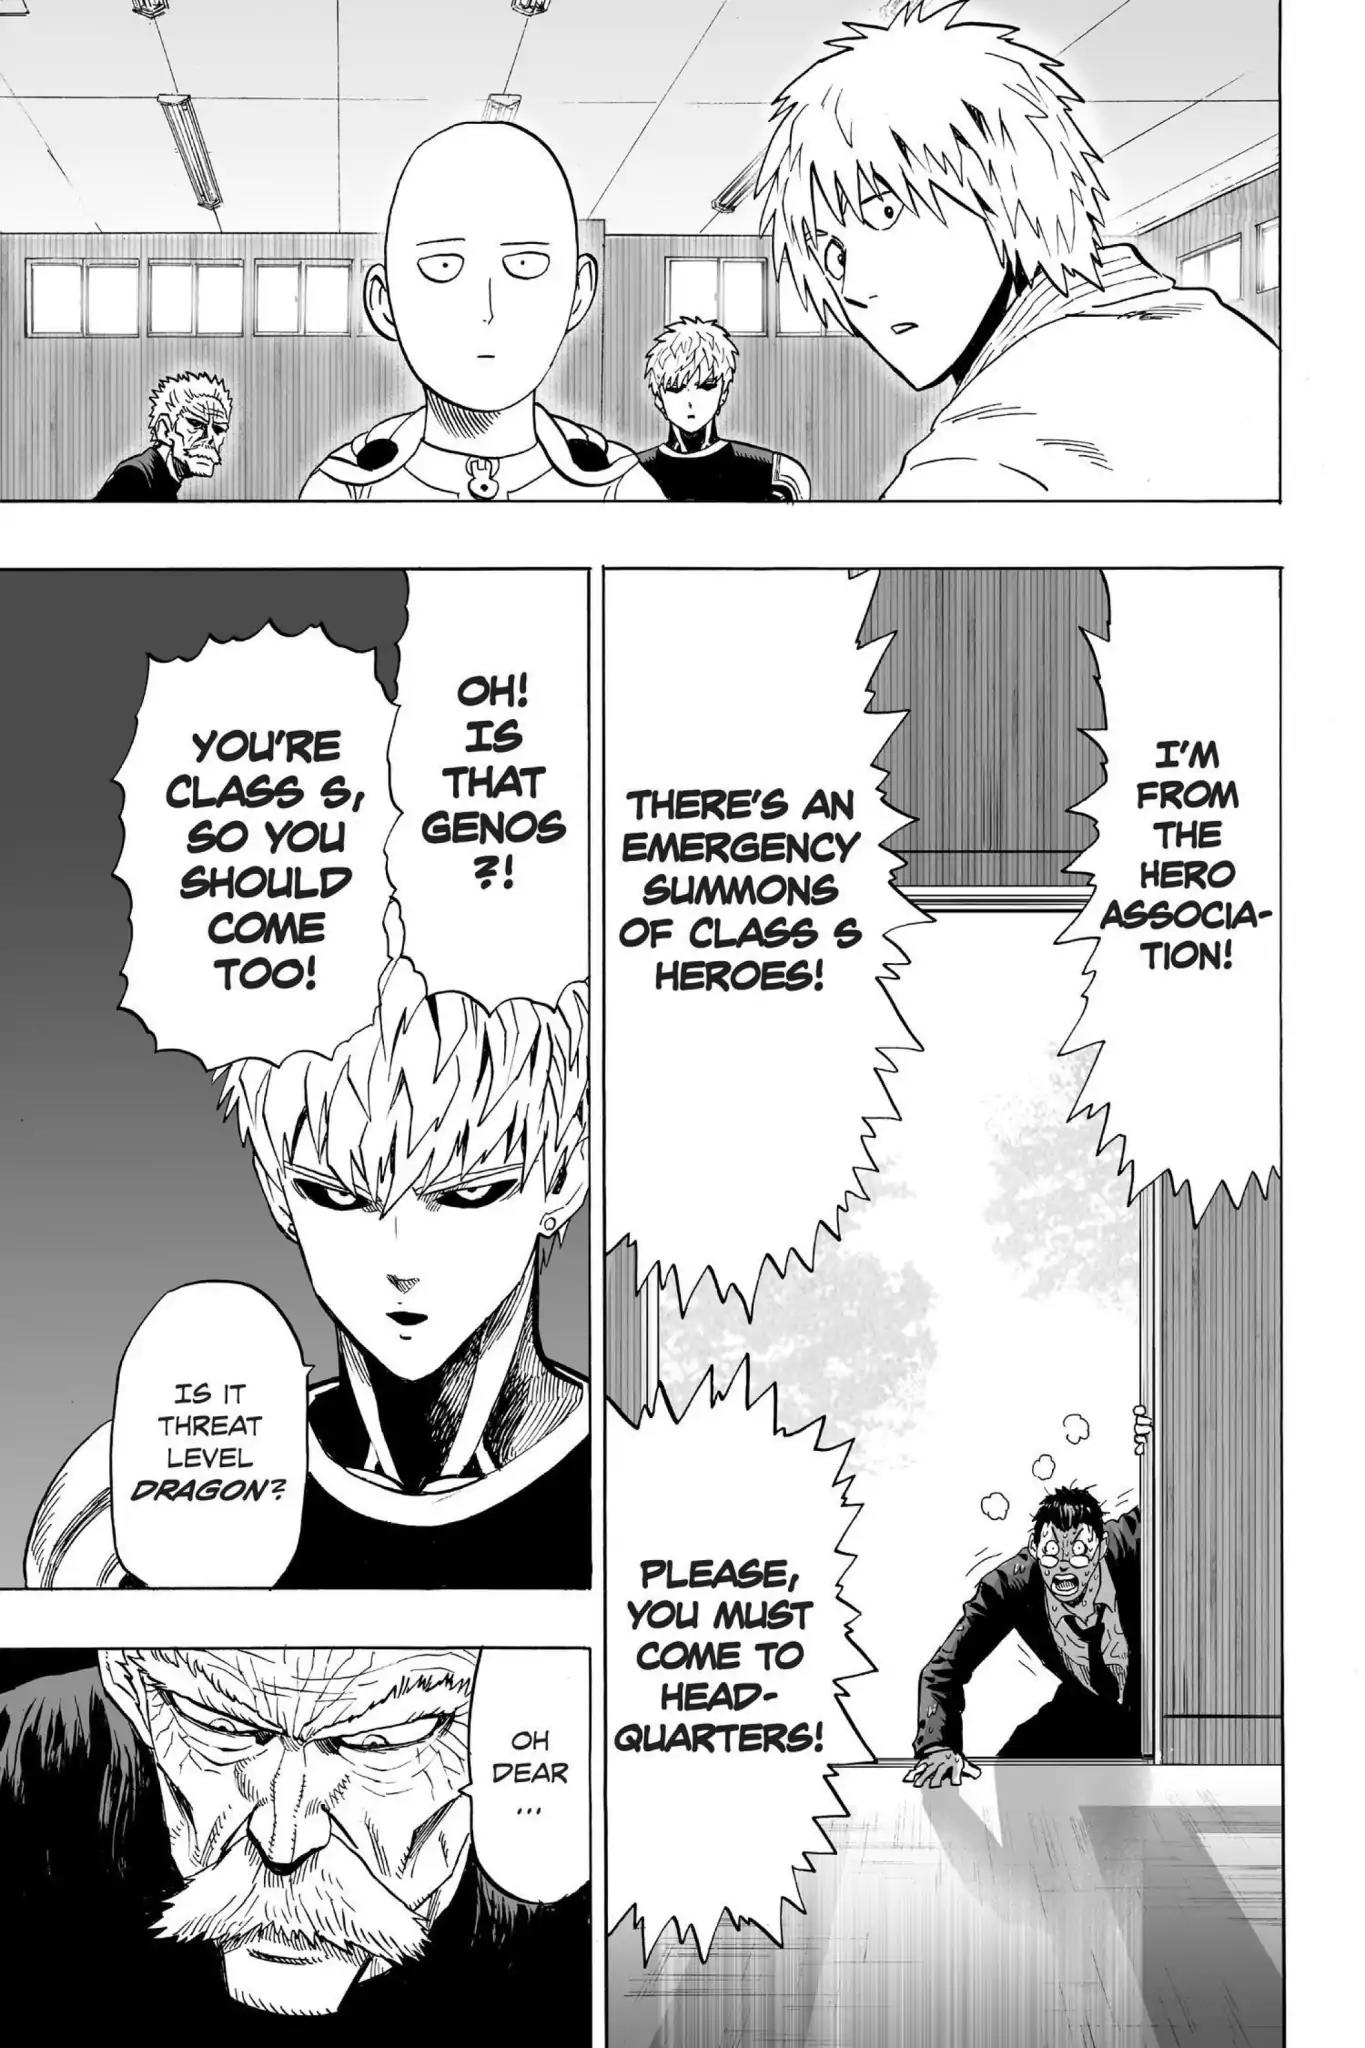 I'M
FROM
THE
HERO
ASSOCIA-
TION!
THERE'S AN
EMERGENCY
SUMMONS
OF CLASS S
HEROES!
PLEASE,
YOU MUST
COME TO
HEAD-
QUARTERS!
OH!
IS
THAT
GENOS
?!
YOU'RE
CLASS S,
SO YOU
SHOULD
COME
TOO!
IS IT
THREAT
LEVEL
DRAGON?
OH
DEAR
...